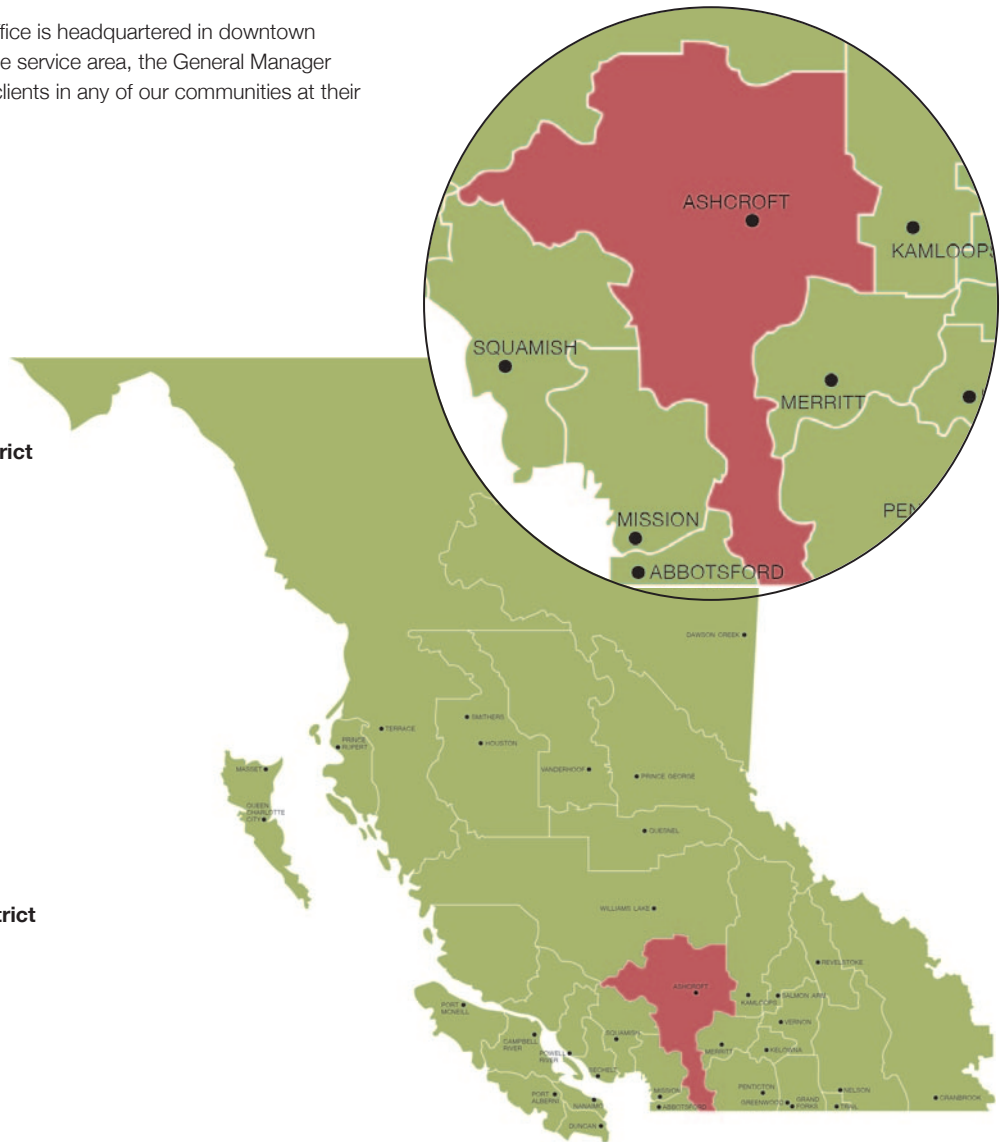 ffice is headquartered in downtown
e service area, the General Manager
clients in any of our communities at their
ASHCROFT
KAMLOOPS
SQUAMISH
MERRITT
PEN
MISSION
ABBOTSFORD
rict
trict
DAWSON CREEK
SMITHERS
TERRACE
PRINCE
RUPERT
HOUSTON
MASSET
VANDERHOOF
PRINCE GEORGE
QUEEN
CHARLOTTE
CITY
QUESNEL
WILLIAMS LAKE
REVELSTOKE
ASHCROFT
KAMLOOPS
SALMON ARM
PORT
MCNEILL
VERNON
CAMPBELL
RIVER
SQUAMISH
POWELL
RIVER
MERRITT
KELOWNA
SECHELT
PORT
ALBERNI
NANAIMO
MISSION
ABBOTSFORD
PENTICTON
GREENWOOD
GRAND
FORKS
NELSON
TRAIL
CRANBROOK
DUNCAN